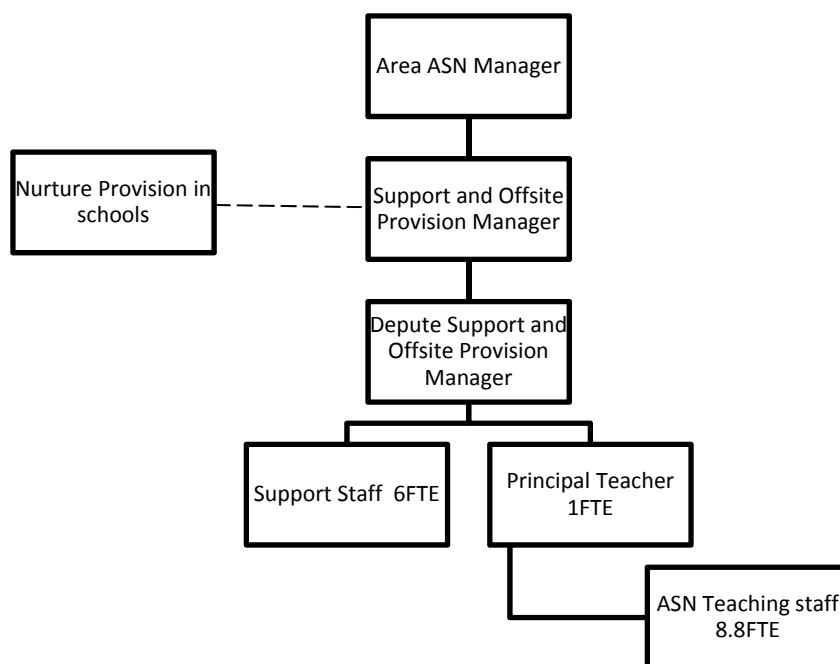 Area ASN Manager
Nurture Provision in
schools
Support and Offsite
Provision Manager
Depute Support and
Offsite Provision
Manager
Support Staff  6FTE
Principal Teacher
1FTE
ASN Teaching staff
8.8FTE